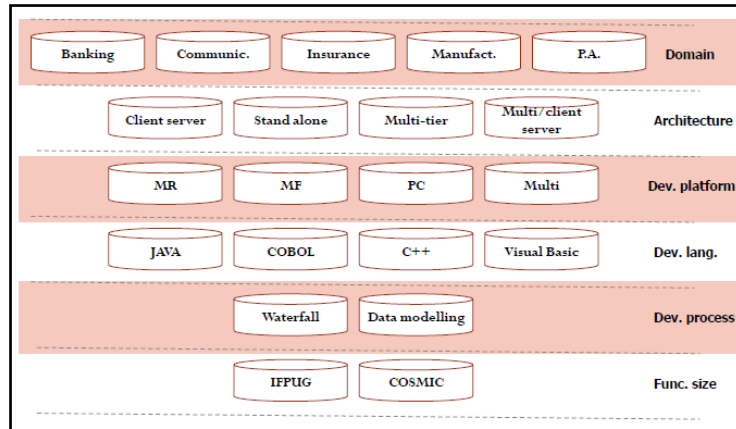 Banking Communic. Insurance Manufact. P.A. Domain
Client server Stand alone Multi-tier Multi/client server Architecture
MR MF PC Multi Dev. platform
JAVA COBOL C++ Visual Basic Dev. lang.
Waterfall Data modelling Dev. process
IFPUG COSMIC Func. size